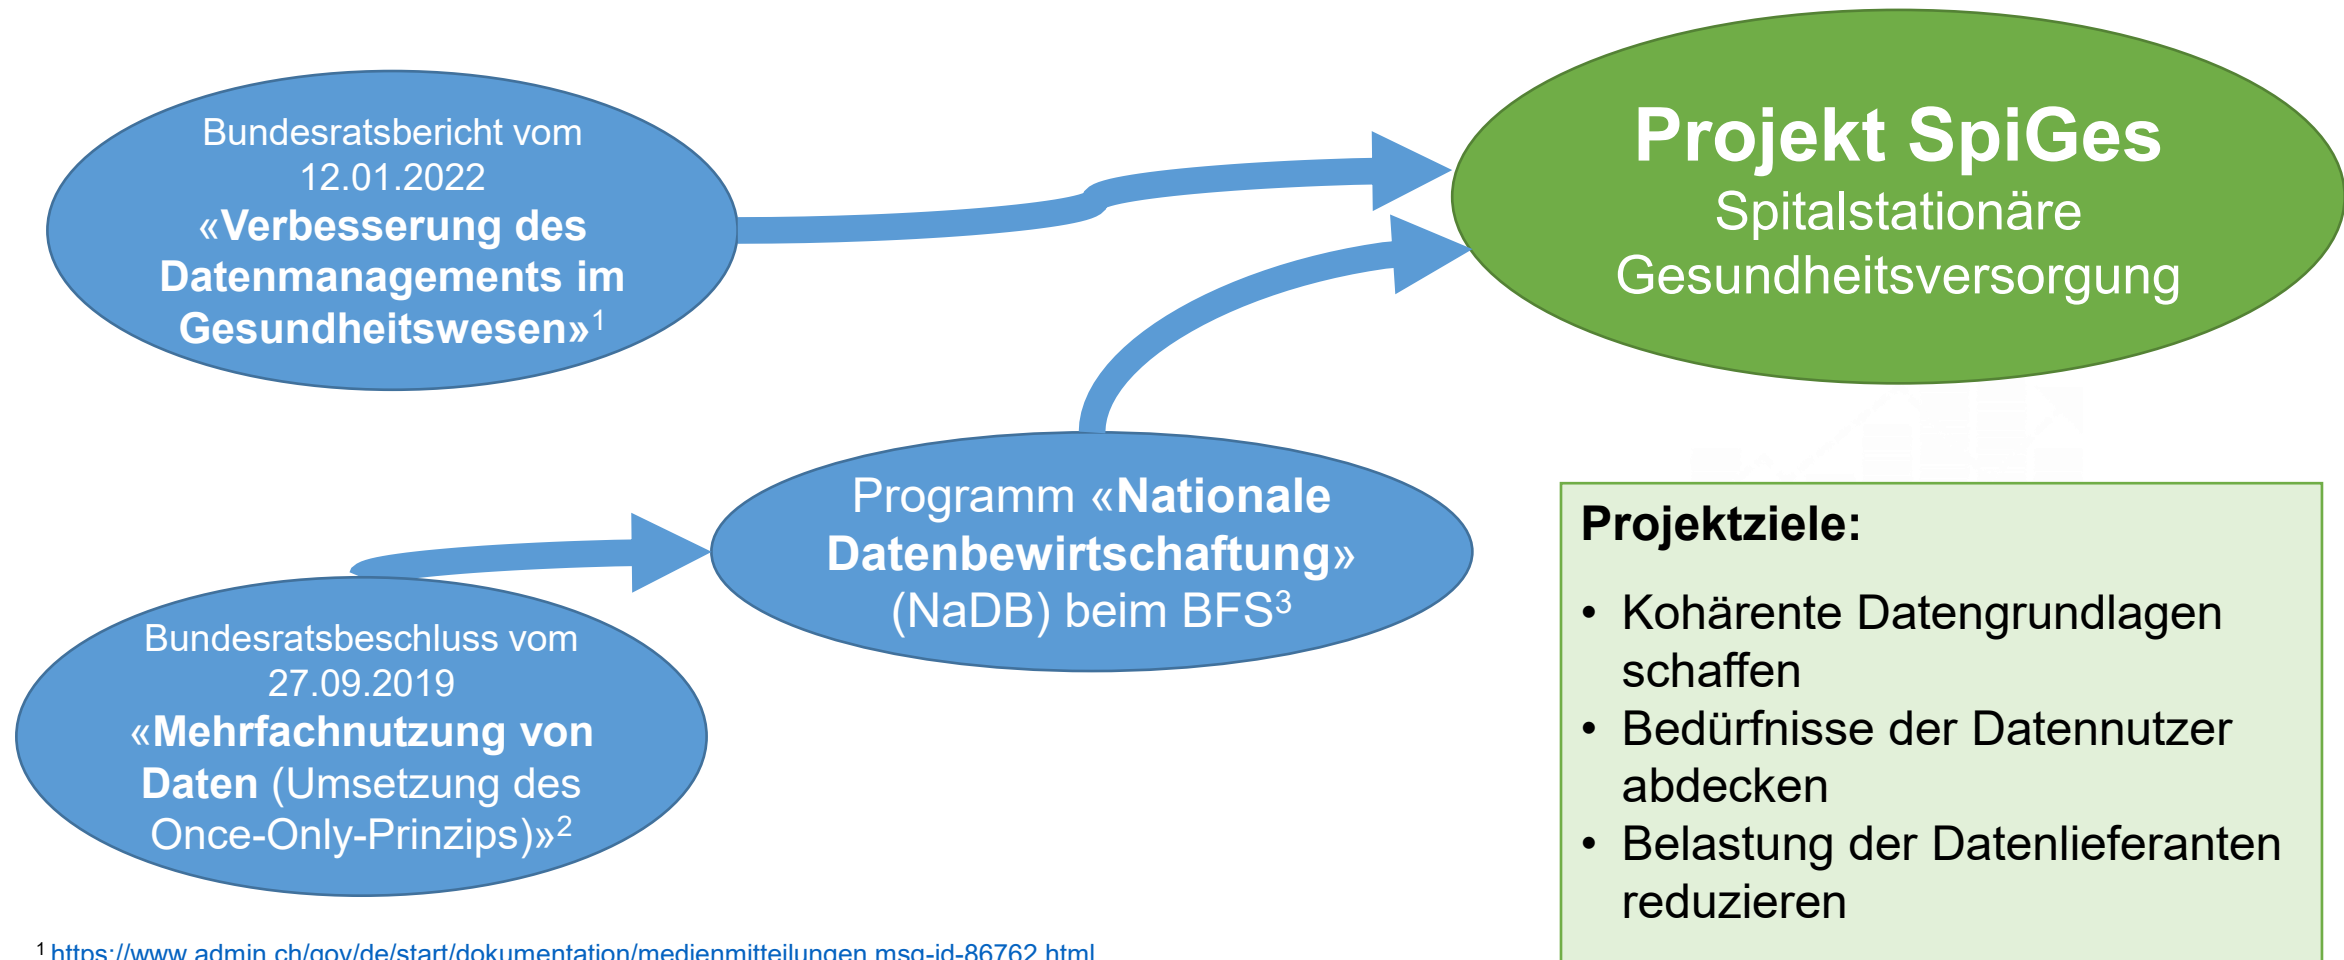 Bundesratsbericht vom
12.01.2022
«Verbesserung des
Datenmanagements im
Gesundheitswesen»¹
Projekt SpiGes
Spitalstationäre
Gesundheitsversorgung
Programm «Nationale
Datenbewirtschaftung»
(NaDB) beim BFS³
Bundesratsbeschluss vom
27.09.2019
«Mehrfachnutzung von
Daten (Umsetzung des
Once-Only-Prinzips)»²
Projektziele:
• Kohärente Datengrundlagen
schaffen
• Bedürfnisse der Datennutzer
abdecken
• Belastung der Datenlieferanten
reduzieren
¹ https://www.admin.ch/gov/de/start/dokumentation/medienmitteilungen.msg-id-86762.html